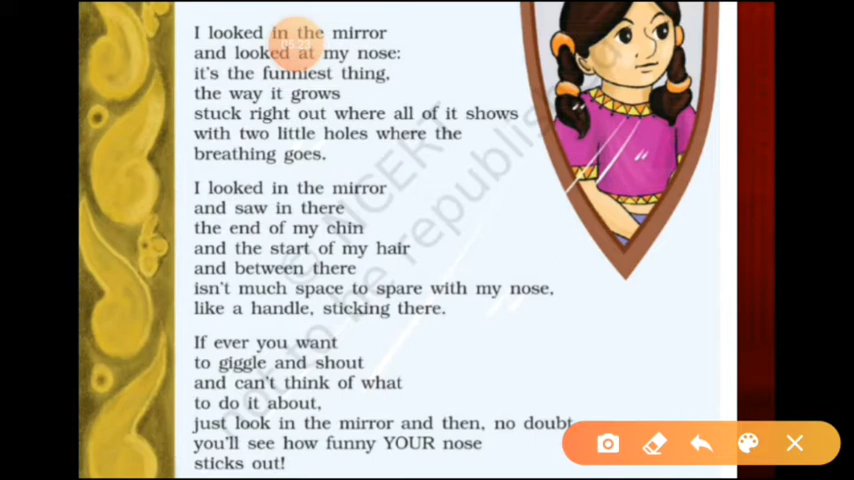 I looked in the mirror
and looked at my nose:
it's the funniest thing,
the way it grows
stuck right out where all of it shows
with two little holes where the
breathing goes.
I looked in the mirror
and saw in there
the end of my chin
and the start of my hair
and between there
isn't much space to spare with my nose,
like a handle, sticking there.
If ever you want
to giggle and shout
and can't think of what
to do it about,
just look in the mirror and then, no doubt
you'll see how funny YOUR nose
sticks out!
© NCERT
not to be republished